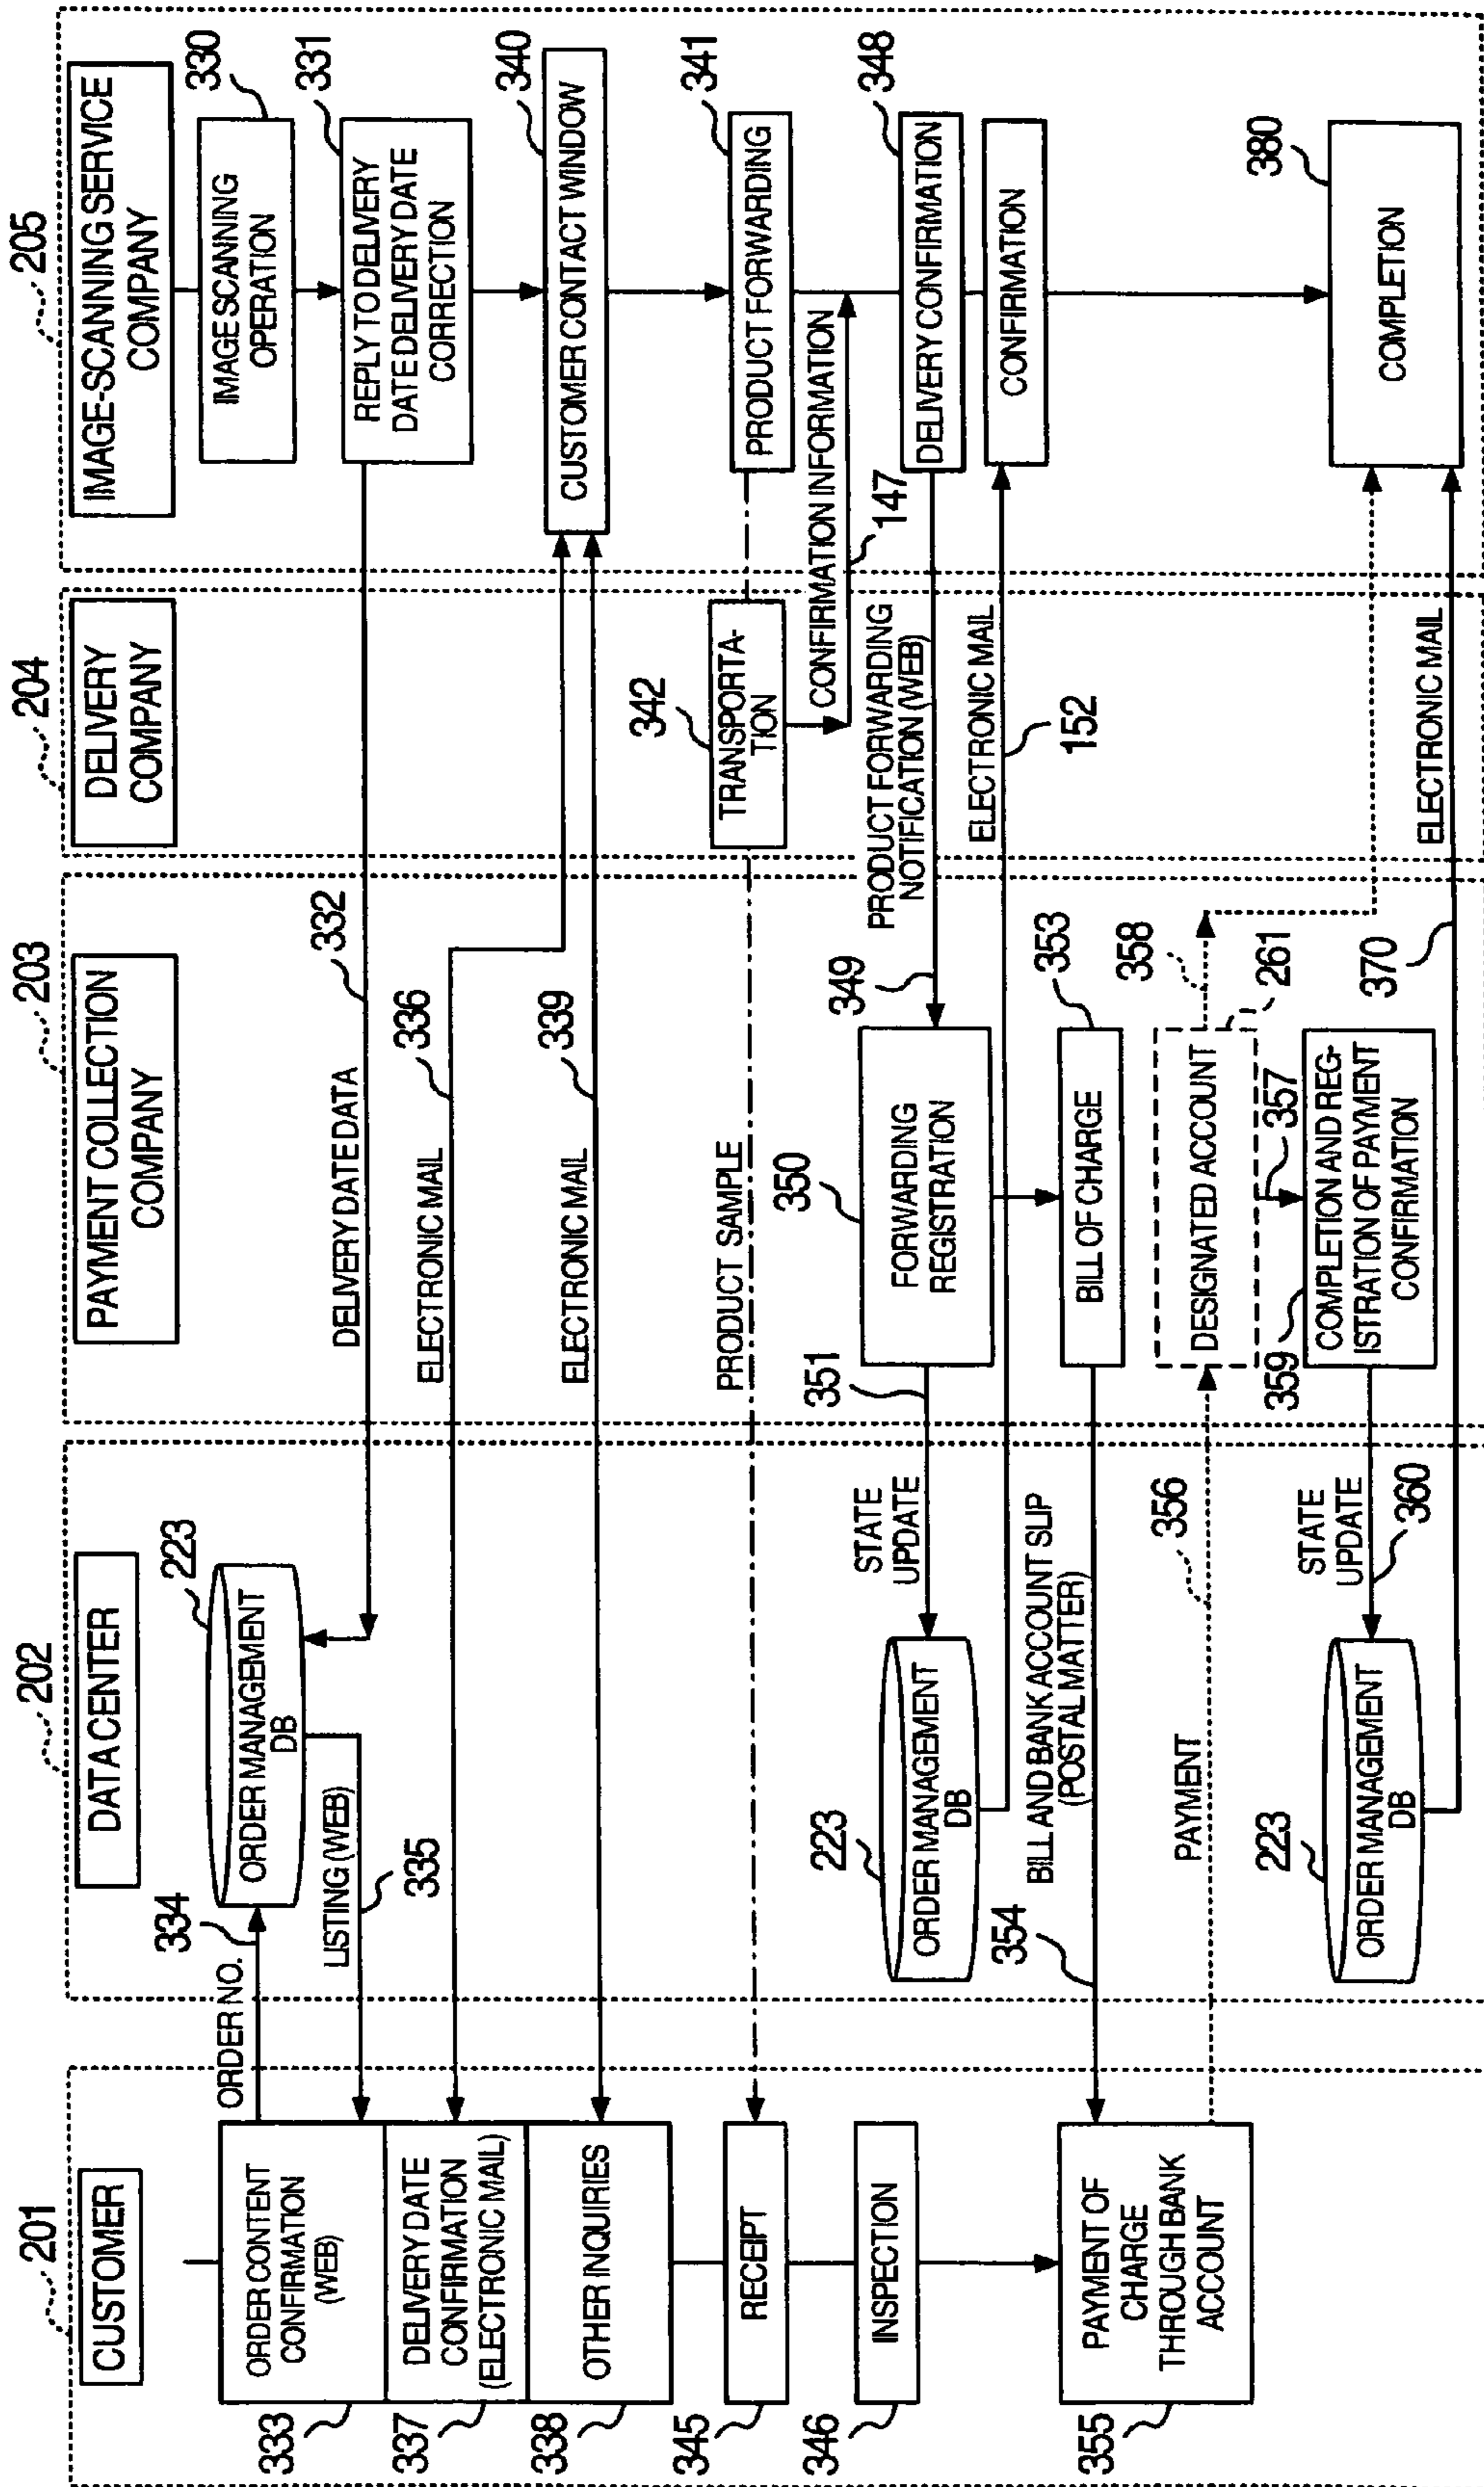 201
CUSTOMER
333
ORDER CONTENT
CONFIRMATION
(WEB)
337
DELIVERY DATE
CONFIRMATION
(ELECTRONIC MAIL)
338
OTHER INQUIRIES
345
RECEIPT
346
INSPECTION
355
PAYMENT OF
CHARGE
THROUGH BANK
ACCOUNT
202
DATA CENTER
ORDER NO.
334
223
ORDER MANAGEMENT
DB
LISTING (WEB)
335
STATE
UPDATE
223
ORDER MANAGEMENT
DB
BILL AND BANK ACCOUNT SLIP
(POSTAL MATTER)
354
356
PAYMENT
STATE
UPDATE
360
223
ORDER MANAGEMENT
DB
203
PAYMENT COLLECTION
COMPANY
332
DELIVERY DATE DATA
336
ELECTRONIC MAIL
339
ELECTRONIC MAIL
PRODUCT SAMPLE
349
350
FORWARDING
REGISTRATION
351
353
BILL OF CHARGE
358
261
DESIGNATED ACCOUNT
357
359
COMPLETION AND REG-
ISTRATION OF PAYMENT
CONFIRMATION
370
204
DELIVERY
COMPANY
342
TRANSPORTA-
TION
CONFIRMATION INFORMATION
147
PRODUCT FORWARDING
NOTIFICATION (WEB)
ELECTRONIC MAIL
152
ELECTRONIC MAIL
205
IMAGE-SCANNING SERVICE
COMPANY
330
IMAGE SCANNING
OPERATION
331
REPLY TO DELIVERY
DATE DELIVERY DATE
CORRECTION
340
CUSTOMER CONTACT WINDOW
341
PRODUCT FORWARDING
348
DELIVERY CONFIRMATION
CONFIRMATION
380
COMPLETION